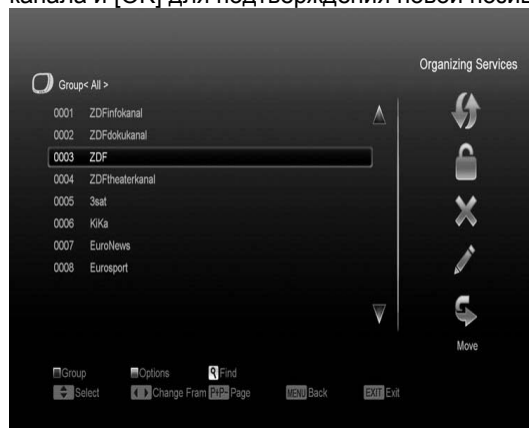 канала и [OK] для подтверждения новой пози
Organizing Services
Group< All >
0001 ZDFinfokanal
0002 ZDFdokukanal
0003 ZDF
0004 ZDFtheaterkanal
0005 3sat
0006 KiKa
0007 EuroNews
0008 Eurosport
Move
Group Options Find
Select Change Fram P+P- Page MENU Back EXIT Exit